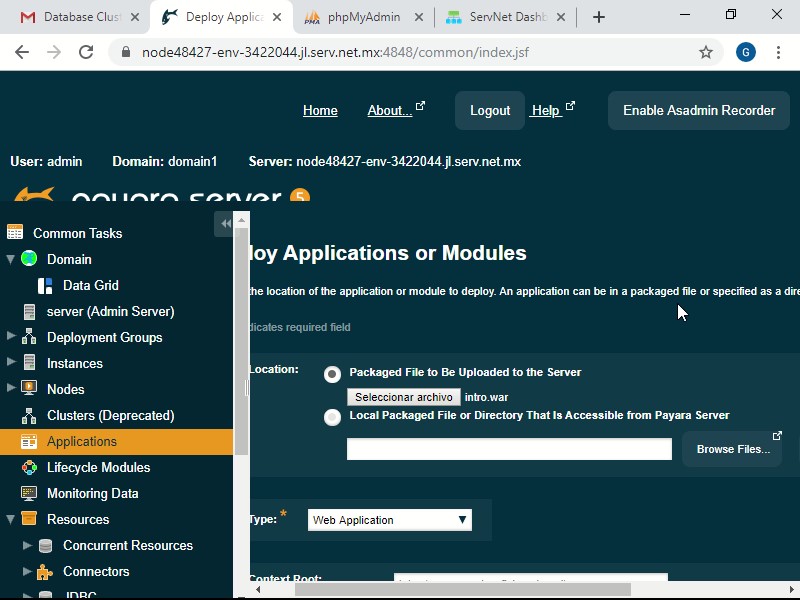 Database Clust
Deploy Applica
phpMyAdmin
ServNet Dashb
node48427-env-3422044.jl.serv.net.mx:4848/common/index.jsf
G
Home
About...
Logout
Help
Enable Asadmin Recorder
User: admin
Domain: domain1
Server: node48427-env-3422044.jl.serv.net.mx
payara server 5
Common Tasks
Domain
Data Grid
server (Admin Server)
Deployment Groups
Instances
Nodes
Clusters (Deprecated)
Applications
Lifecycle Modules
Monitoring Data
Resources
Concurrent Resources
Connectors
JDBC
loy Applications or Modules
the location of the application or module to deploy. An application can be in a packaged file or specified as a dire
dicates required field
Location:
Packaged File to Be Uploaded to the Server
Seleccionar archivo intro.war
Local Packaged File or Directory That Is Accessible from Payara Server
Browse Files...
Type: *
Web Application
Context Root: